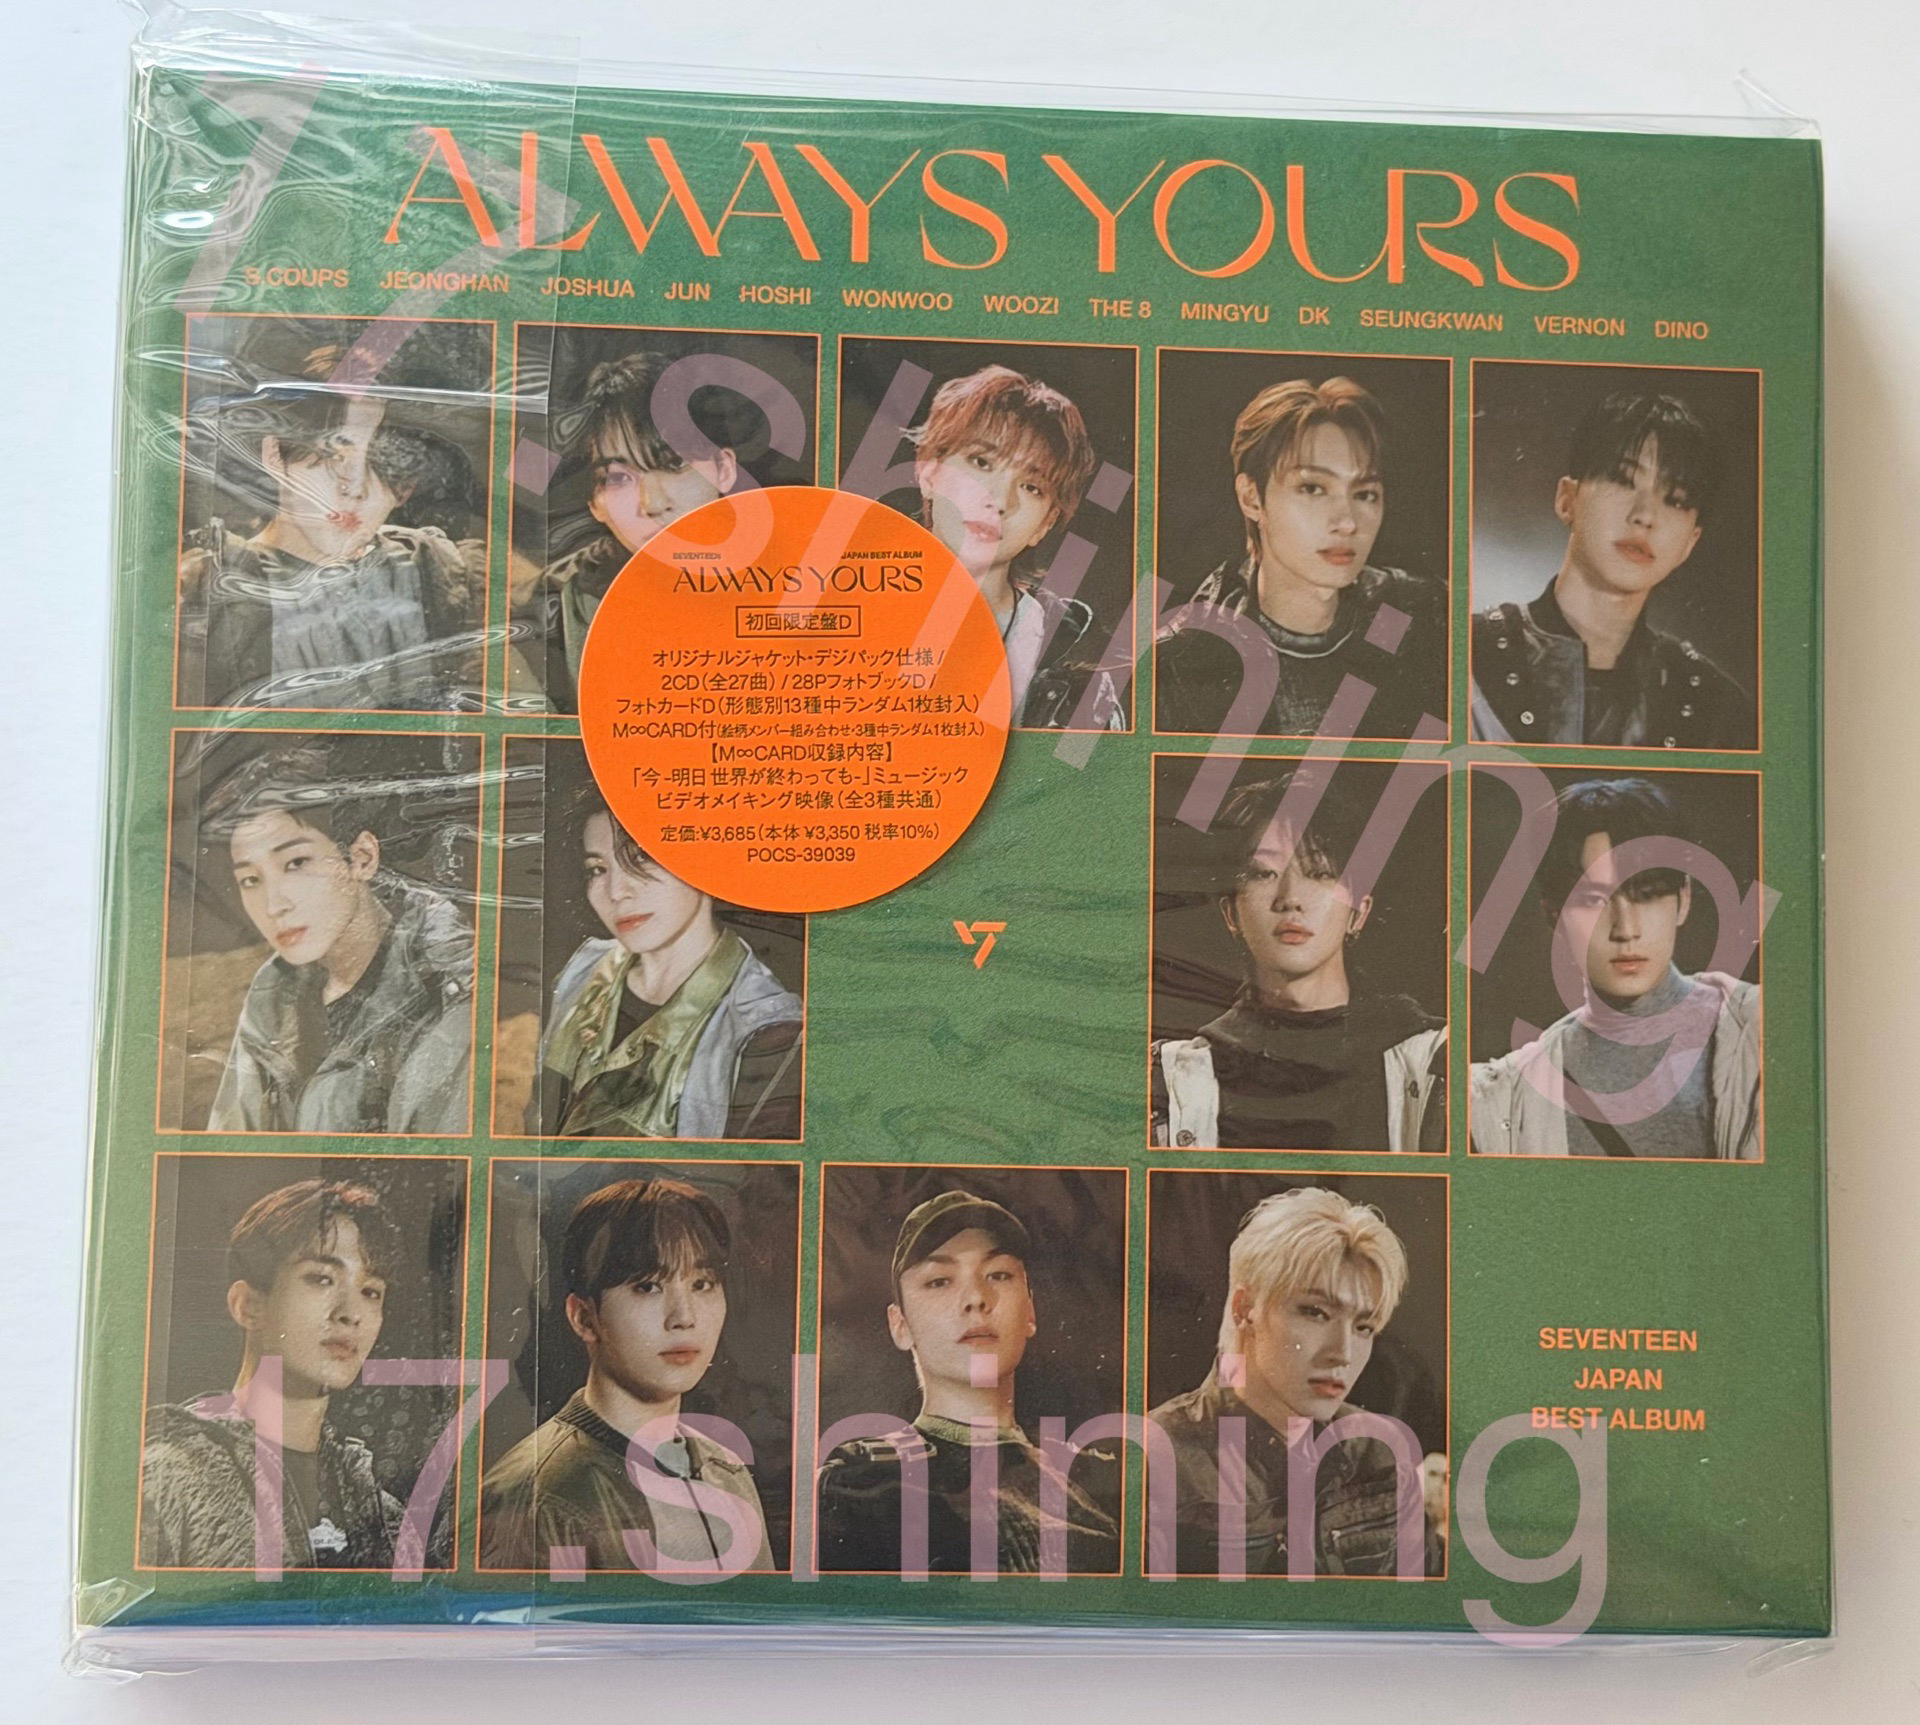 ALWAYS YOURS
S.COUPS JEONGHAN JOSHUA JUN HOSHI WONWOO WOOZI THE 8 MINGYU DK SEUNGKWAN VERNON DINO
SEVENTEEN JAPAN BEST ALBUM
ALWAYS YOURS
初回限定盤D
オリジナルジャケット・デジパック仕様/
2CD(全27曲)/28PフォトブックD/
フォトカードD(形態別13種中ランダム1枚封入)
M∞CARD付(絵柄メンバー組み合わせ・3種中ランダム1枚封入)
【M∞CARD収録内容】
「今 -明日 世界が終わっても-」ミュージック
ビデオメイキング映像(全3種共通)
定価:¥3,685(本体 ¥3,350 税率10%)
POCS-39039
SEVENTEEN
JAPAN
BEST ALBUM
17.shining
17.shining